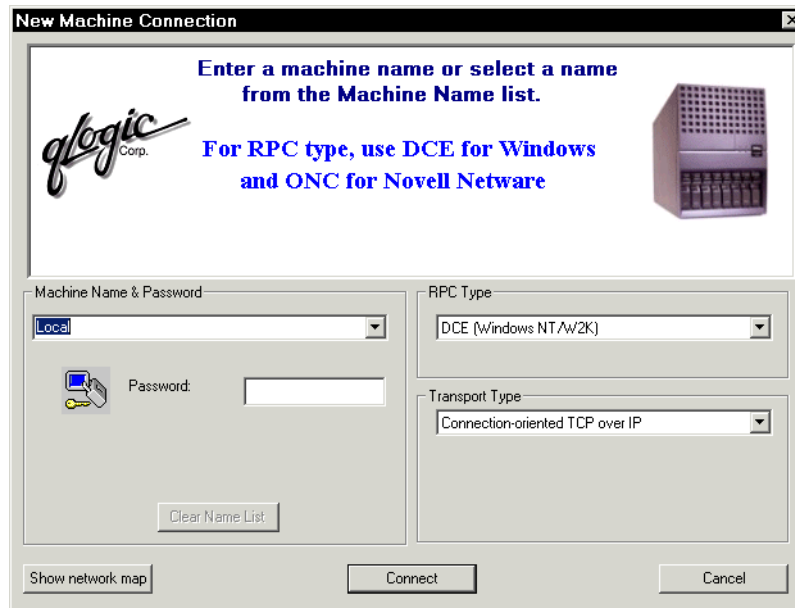 New Machine Connection
Enter a machine name or select a name
from the Machine Name list.
qlogic
Corp.
For RPC type, use DCE for Windows
and ONC for Novell Netware
Machine Name & Password
Local
Password:
Clear Name List
RPC Type
DCE (Windows NT/W2K)
Transport Type
Connection-oriented TCP over IP
Show network map
Connect
Cancel